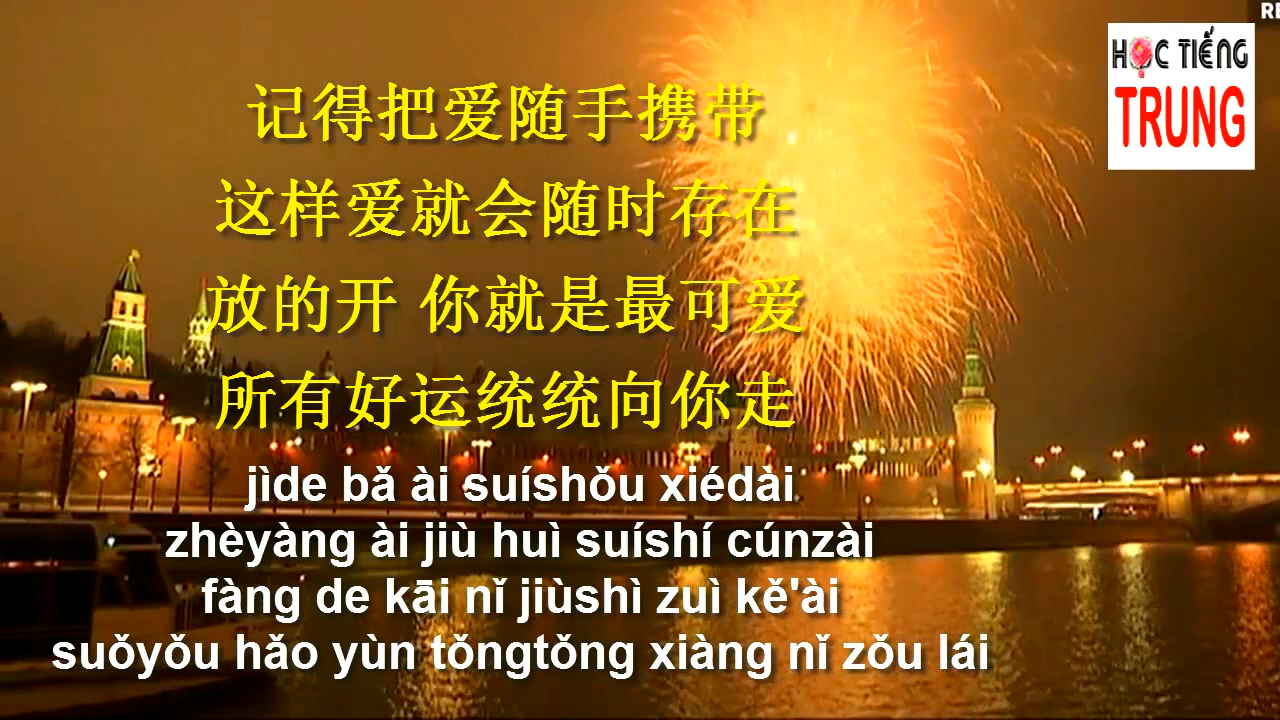 RE
HỌC TIẾNG
TRUNG
记得把爱随手携带
这样爱就会随时存在
放的开 你就是最可爱
所有好运统统向你走
jìde bǎ ài suíshǒu xiédài
zhèyàng ài jiù huì suíshí cúnzài
fàng de kāi nǐ jiùshì zuì kě'ài
suǒyǒu hǎo yùn tǒngtǒng xiàng nǐ zǒu lái